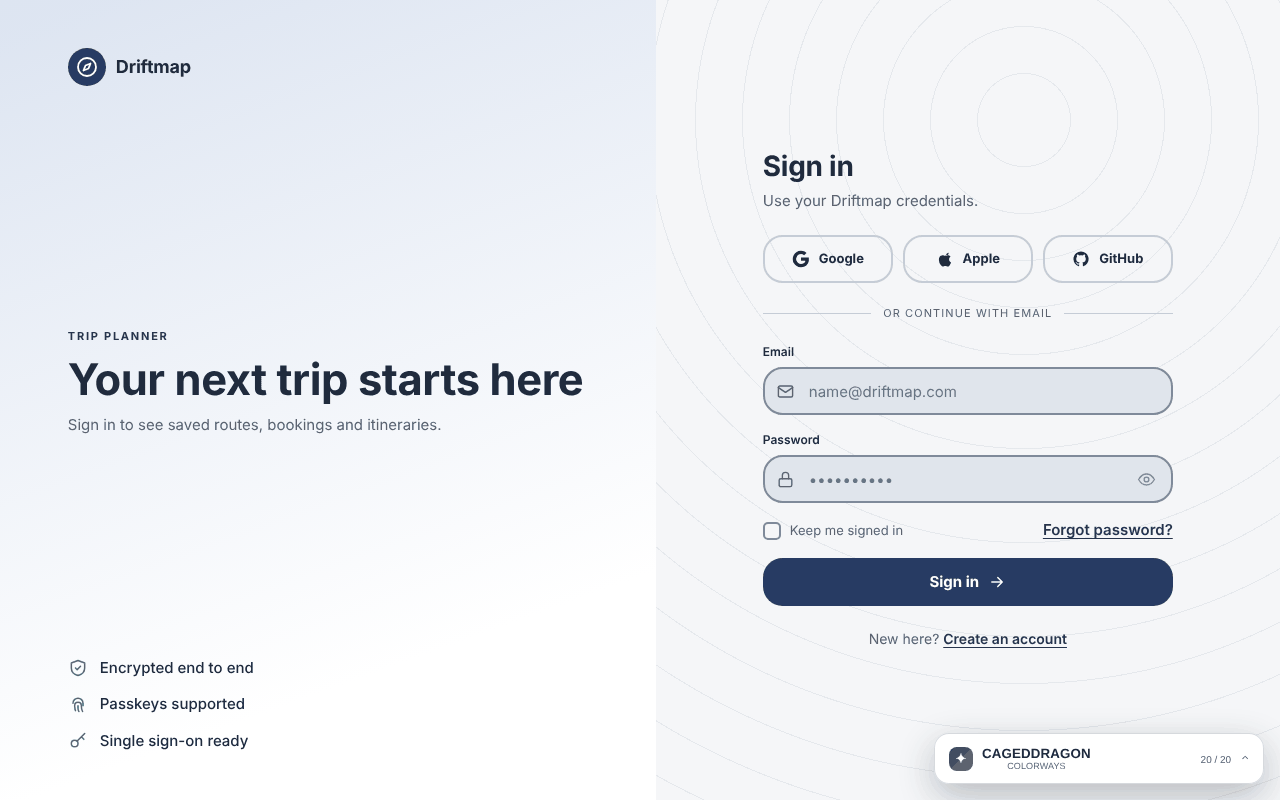 Driftmap
TRIP PLANNER
Your next trip starts here
Sign in to see saved routes, bookings and itineraries.
Encrypted end to end
Passkeys supported
Single sign-on ready
Sign in
Use your Driftmap credentials.
Google
Apple
GitHub
OR CONTINUE WITH EMAIL
Email
name@driftmap.com
Password
••••••••••
Keep me signed in
Forgot password?
Sign in →
New here? Create an account
CAGEDDRAGON
COLORWAYS
20 / 20